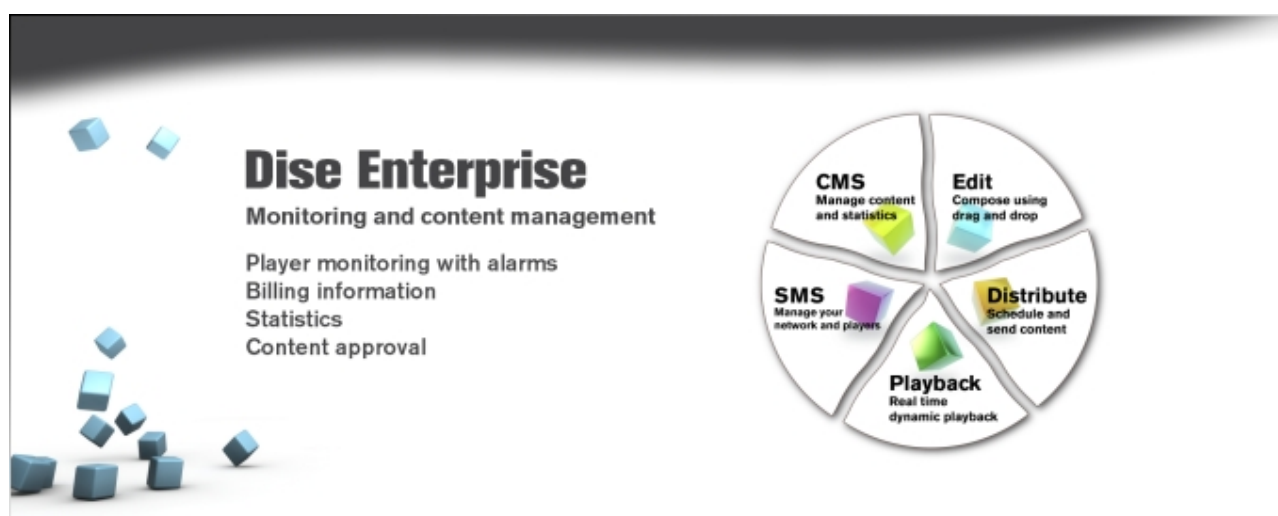 Dise Enterprise
Monitoring and content management
Player monitoring with alarms
Billing information
Statistics
Content approval
CMS
Manage content
and statistics
Edit
Compose using
drag and drop
SMS
Manage your
network and players
Distribute
Schedule and
send content
Playback
Real time
dynamic playback